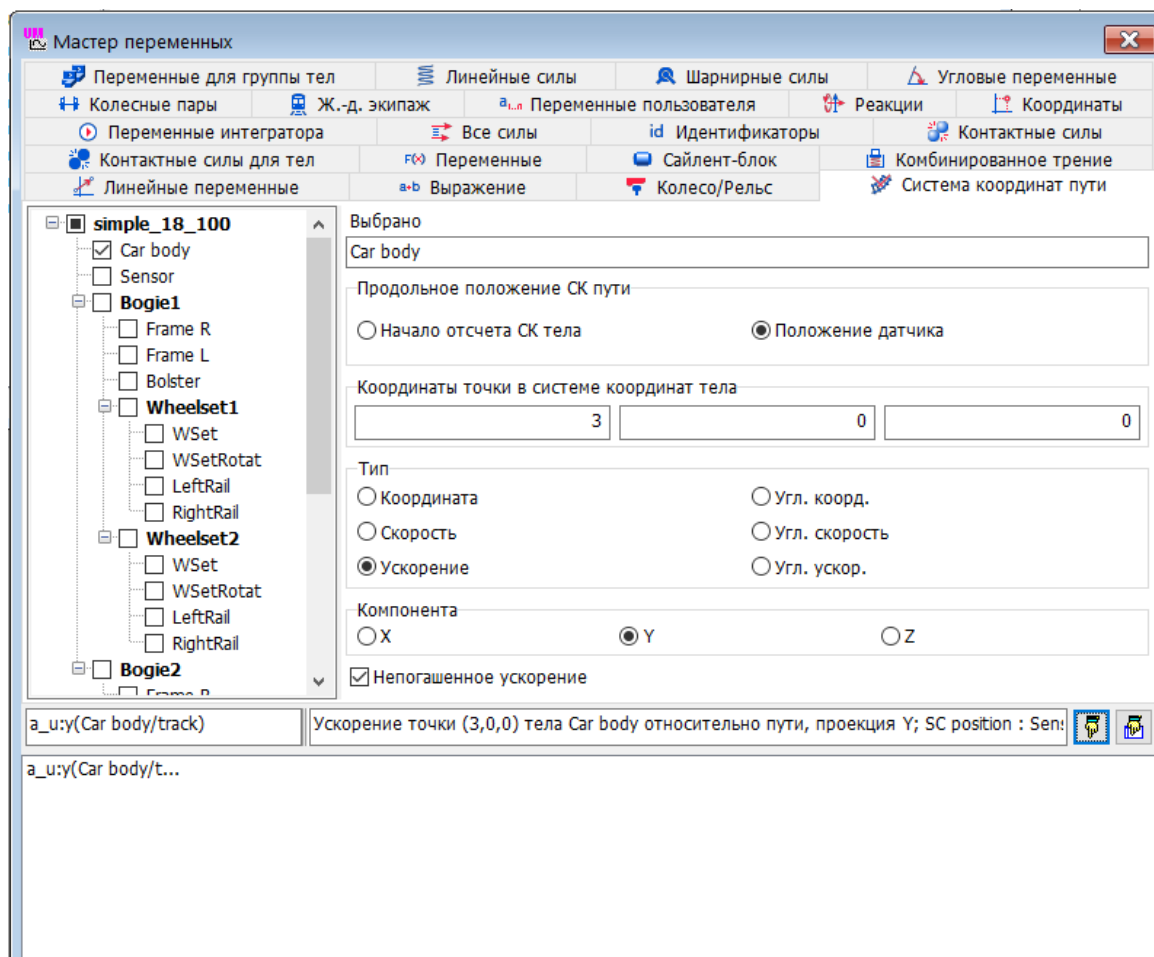 Мастер переменных
Переменные для группы тел Линейные силы Шарнирные силы Угловые переменные
Колесные пары Ж.-д. экипаж Переменные пользователя Реакции Координаты
Переменные интегратора Все силы id Идентификаторы Контактные силы
Контактные силы для тел F(x) Переменные Сайлент-блок Комбинированное трение
Линейные переменные a+b Выражение Колесо/Рельс Система координат пути
simple_18_100
Car body
Sensor
Bogie1
Frame R
Frame L
Bolster
Wheelset1
WSet
WSetRotat
LeftRail
RightRail
Wheelset2
WSet
WSetRotat
LeftRail
RightRail
Bogie2
Frame R
Выбрано
Car body
Продольное положение СК пути
Начало отсчета СК тела Положение датчика
Координаты точки в системе координат тела
3 0 0
Тип
Координата Угл. коорд.
Скорость Угл. скорость
Ускорение Угл. ускор.
Компонента
X Y Z
Непогашенное ускорение
a_u:y(Car body/track) Ускорение точки (3,0,0) тела Car body относительно пути, проекция Y; SC position : Sens
a_u:y(Car body/t...